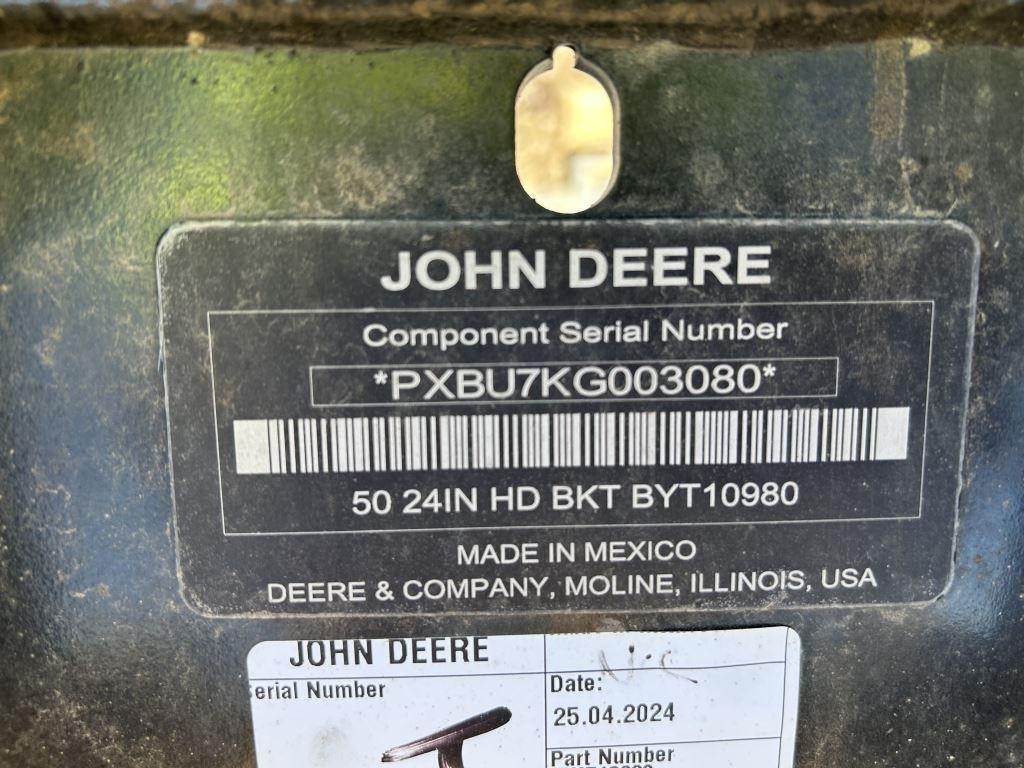 JOHN DEERE
Component Serial Number
*PXBU7KG003080*
50 24IN HD BKT BYT10980
MADE IN MEXICO
DEERE & COMPANY, MOLINE, ILLINOIS, USA
JOHN DEERE
erial Number
Date:
25.04.2024
Part Number